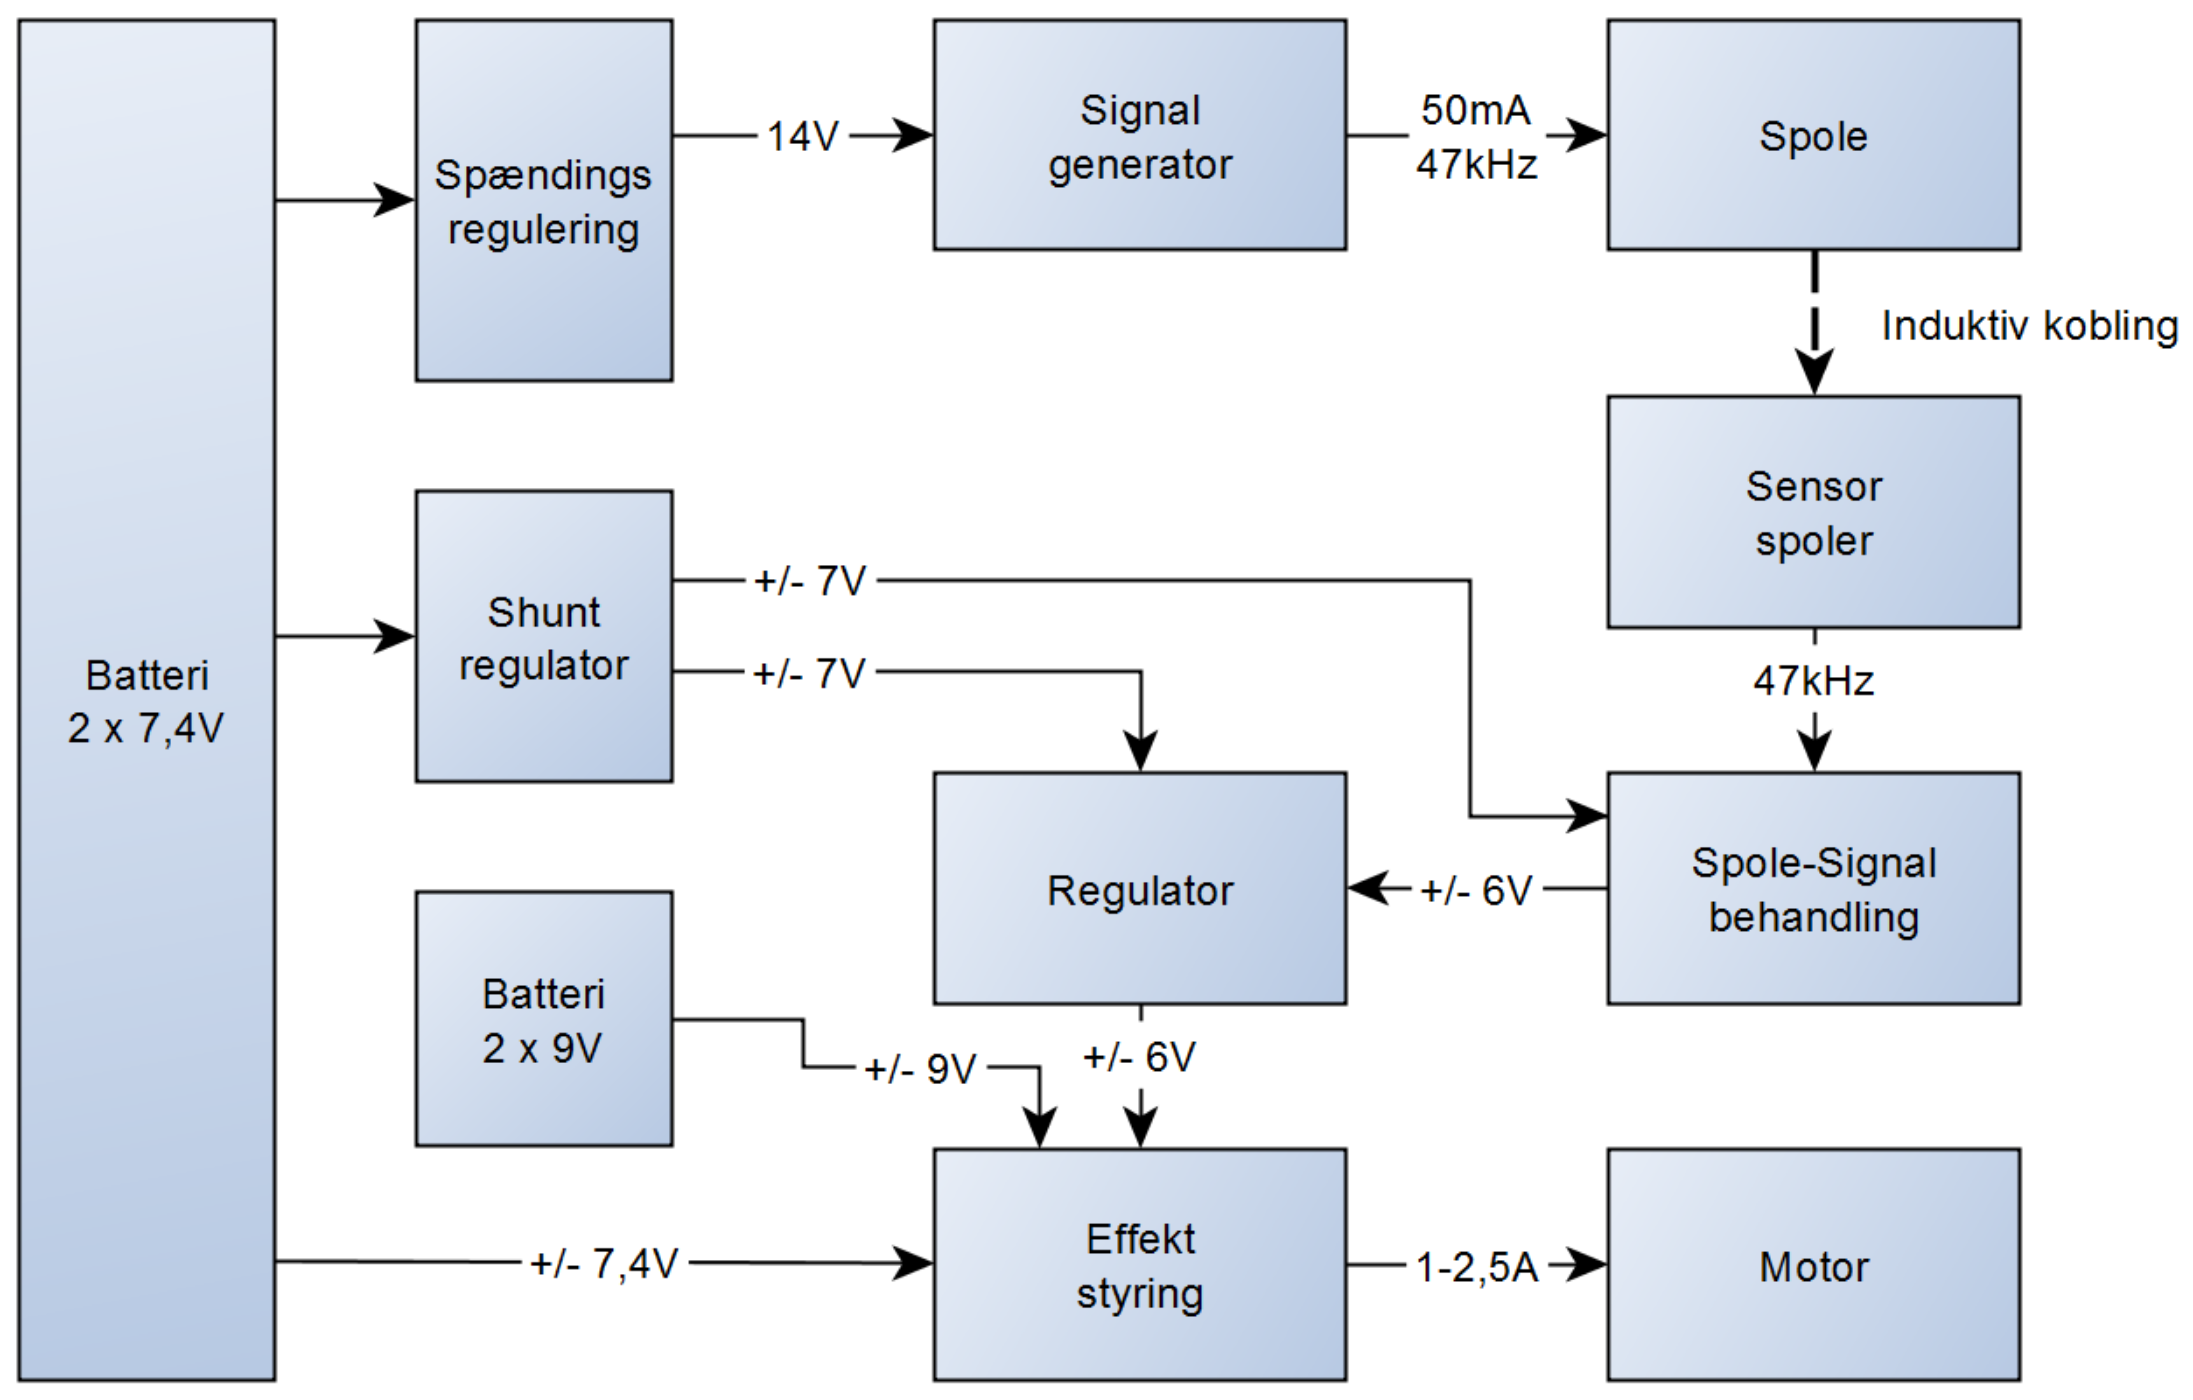 Batteri
2 x 7,4V
Spændings
regulering
14V
Signal
generator
50mA
47kHz
Spole
Induktiv kobling
Sensor
spoler
47kHz
Shunt
regulator
+/- 7V
+/- 7V
Regulator
+/- 6V
Spole-Signal
behandling
Batteri
2 x 9V
+/- 9V
+/- 6V
+/- 7,4V
Effekt
styring
1-2,5A
Motor